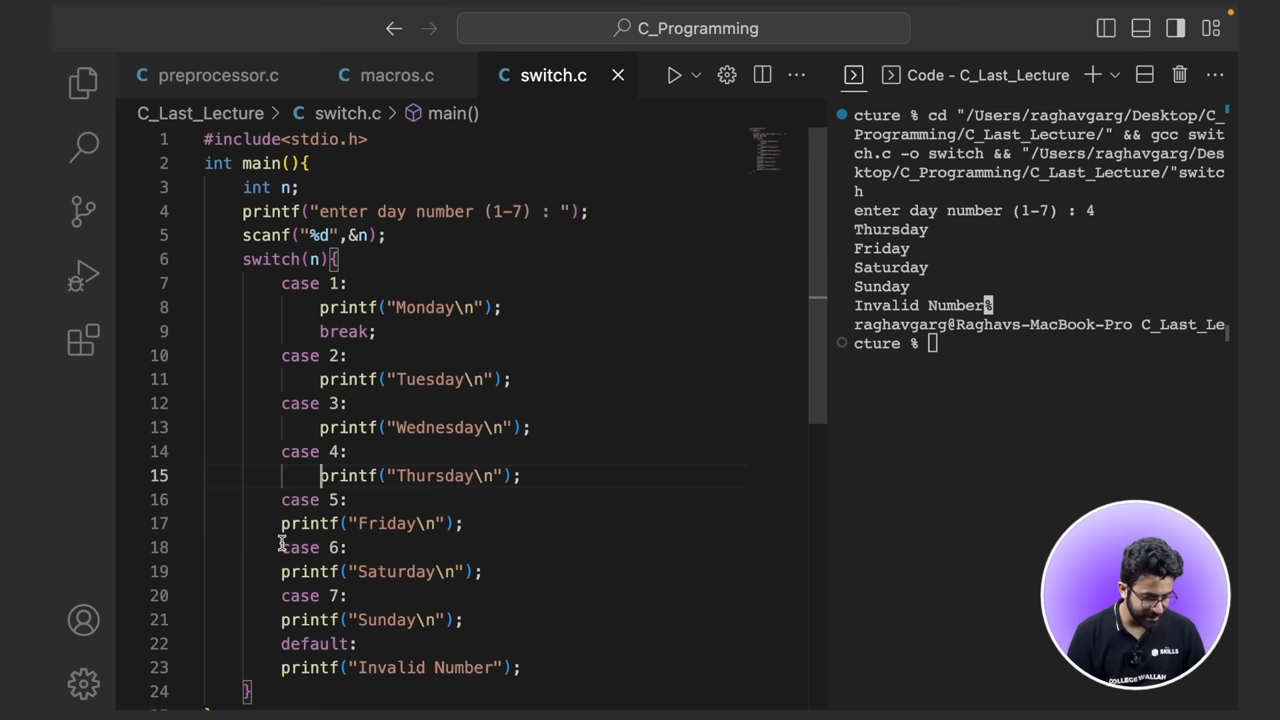 C_Programming
preprocessor.c
macros.c
switch.c
Code - C_Last_Lecture
C_Last_Lecture > switch.c > main()
1 #include<stdio.h>
2 int main(){
3 int n;
4 printf("enter day number (1-7) : ");
5 scanf("%d",&n);
6 switch(n){
7 case 1:
8 printf("Monday\n");
9 break;
10 case 2:
11 printf("Tuesday\n");
12 case 3:
13 printf("Wednesday\n");
14 case 4:
15 printf("Thursday\n");
16 case 5:
17 printf("Friday\n");
18 case 6:
19 printf("Saturday\n");
20 case 7:
21 printf("Sunday\n");
22 default:
23 printf("Invalid Number");
24 }
cture % cd "/Users/raghavgarg/Desktop/C_
Programming/C_Last_Lecture/" && gcc swit
ch.c -o switch && "/Users/raghavgarg/Des
ktop/C_Programming/C_Last_Lecture/"switc
h
enter day number (1-7) : 4
Thursday
Friday
Saturday
Sunday
Invalid Number%
raghavgarg@Raghavs-MacBook-Pro C_Last_Le
cture %
SKILLS
COLLEGE WALLAH